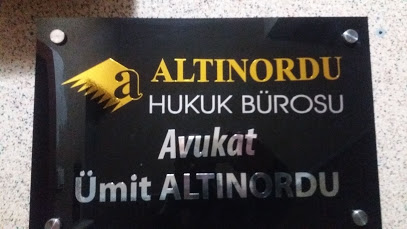 a ALTINORDU
HUKUK BÜROSU
Avukat
Ümit ALTINORDU